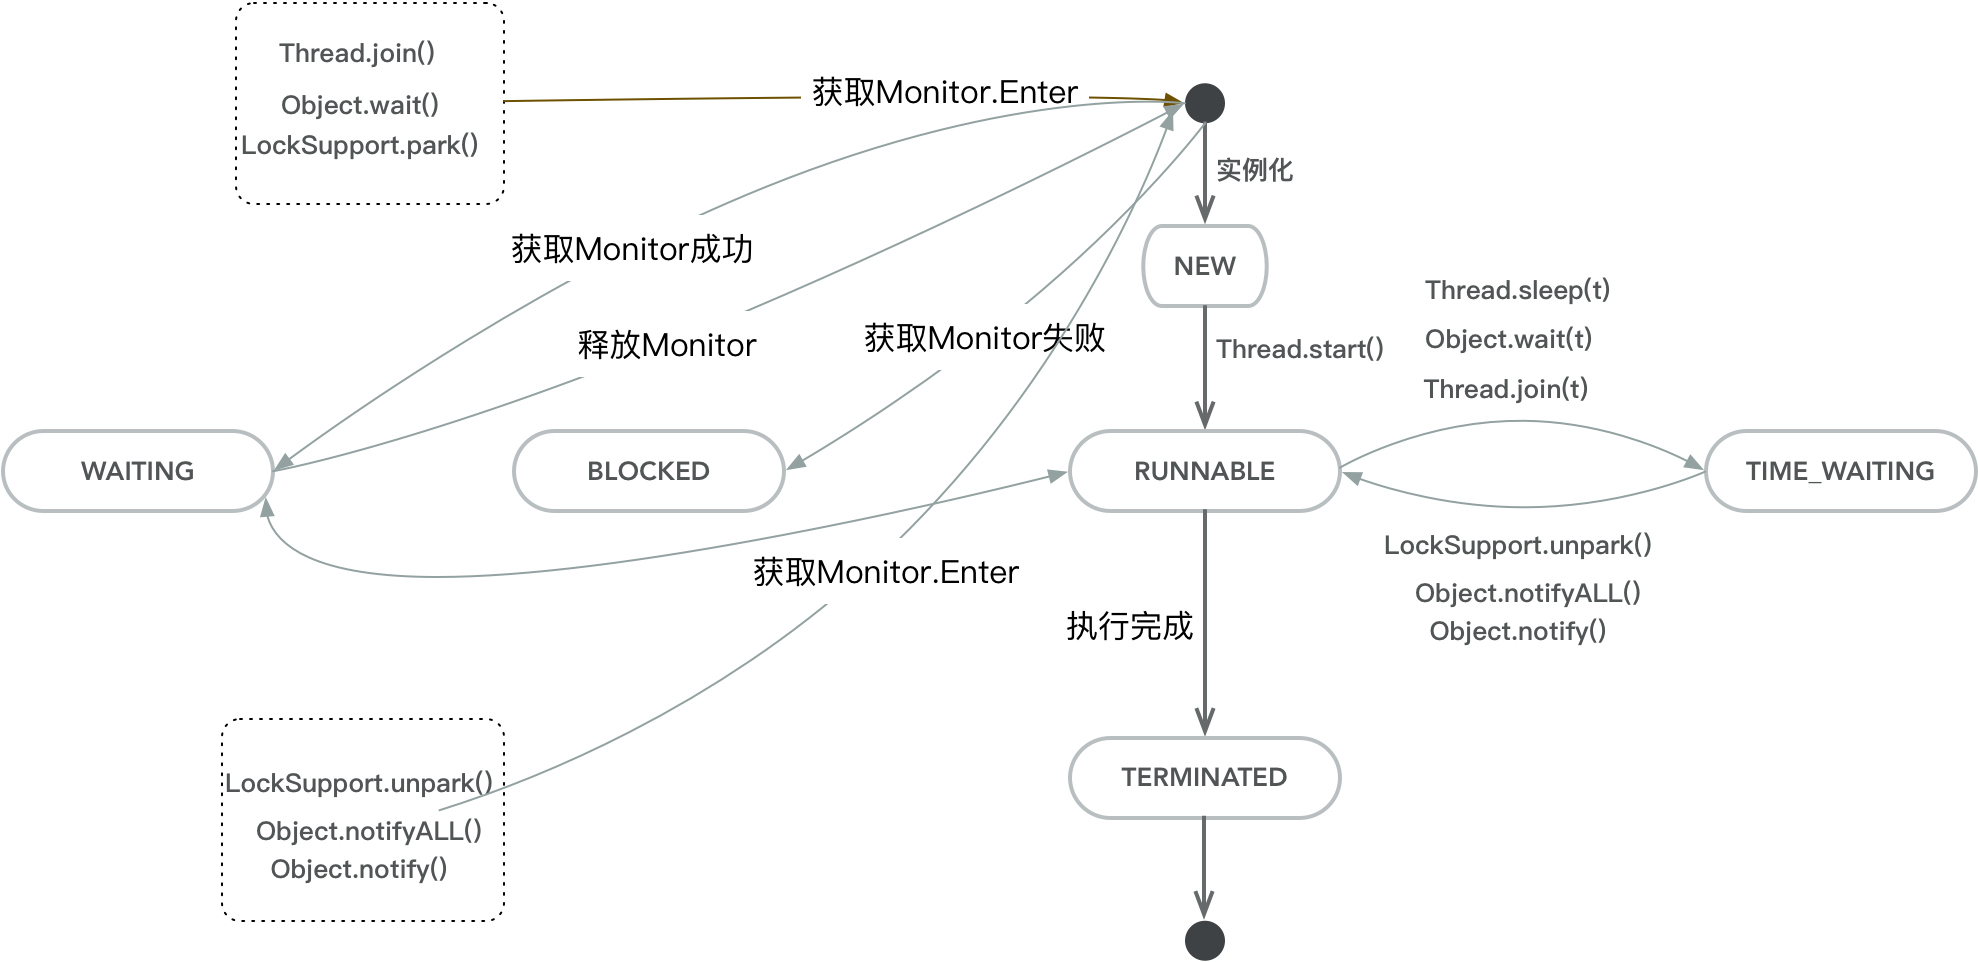 Thread.join()
Object.wait()
LockSupport.park()
获取Monitor.Enter
实例化
获取Monitor成功
NEW
Thread.sleep(t)
释放Monitor
获取Monitor失败
Thread.start()
Object.wait(t)
Thread.join(t)
WAITING
BLOCKED
RUNNABLE
TIME_WAITING
LockSupport.unpark()
Object.notifyALL()
Object.notify()
获取Monitor.Enter
执行完成
LockSupport.unpark()
Object.notifyALL()
Object.notify()
TERMINATED